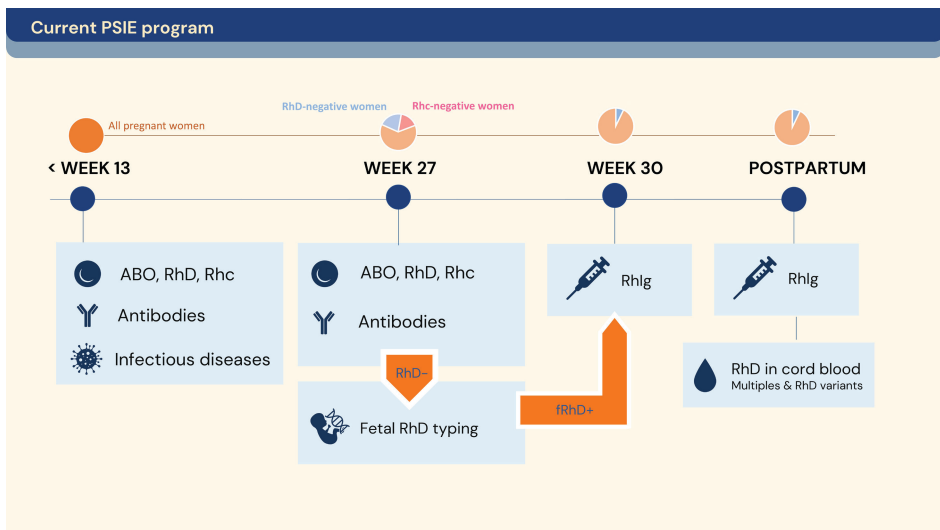 Current PSIE program
RhD-negative women
Rhc-negative women
All pregnant women
< WEEK 13
WEEK 27
WEEK 30
POSTPARTUM
ABO, RhD, Rhc
Antibodies
Infectious diseases
ABO, RhD, Rhc
Antibodies
RhD-
Fetal RhD typing
fRhD+
RhIg
RhIg
RhD in cord blood
Multiples & RhD variants